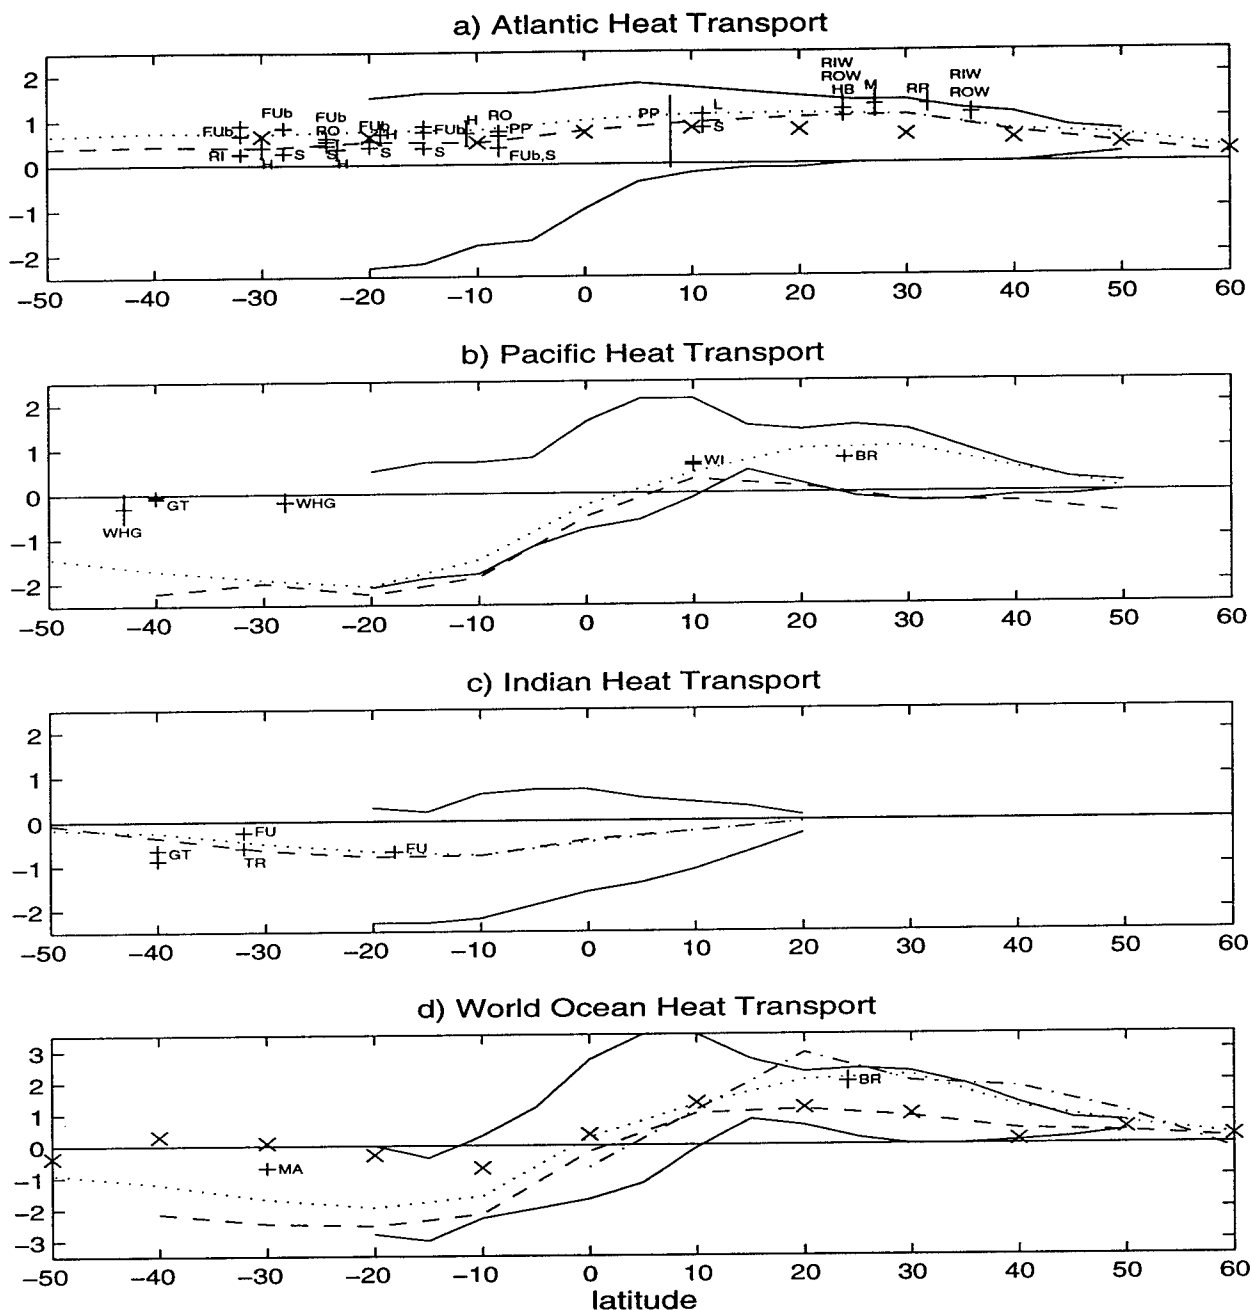 a) Atlantic Heat Transport
RIW RIW
ROW M RR ROW
HB
2
FUb FUb H RO PP L
1
FUb RO FUb H FUb PP S
RI H S S H S S FUb,S
0
−1
−2
−50 −40 −30 −20 −10 0 10 20 30 40 50 60
b) Pacific Heat Transport
2
1
WI BR
0
GT WHG
WHG
−1
−2
−50 −40 −30 −20 −10 0 10 20 30 40 50 60
c) Indian Heat Transport
2
1
0
FU
GT TR FU
−1
−2
−50 −40 −30 −20 −10 0 10 20 30 40 50 60
d) World Ocean Heat Transport
3
2
BR
1
0
MA
−1
−2
−3
−50 −40 −30 −20 −10 0 10 20 30 40 50 60
latitude